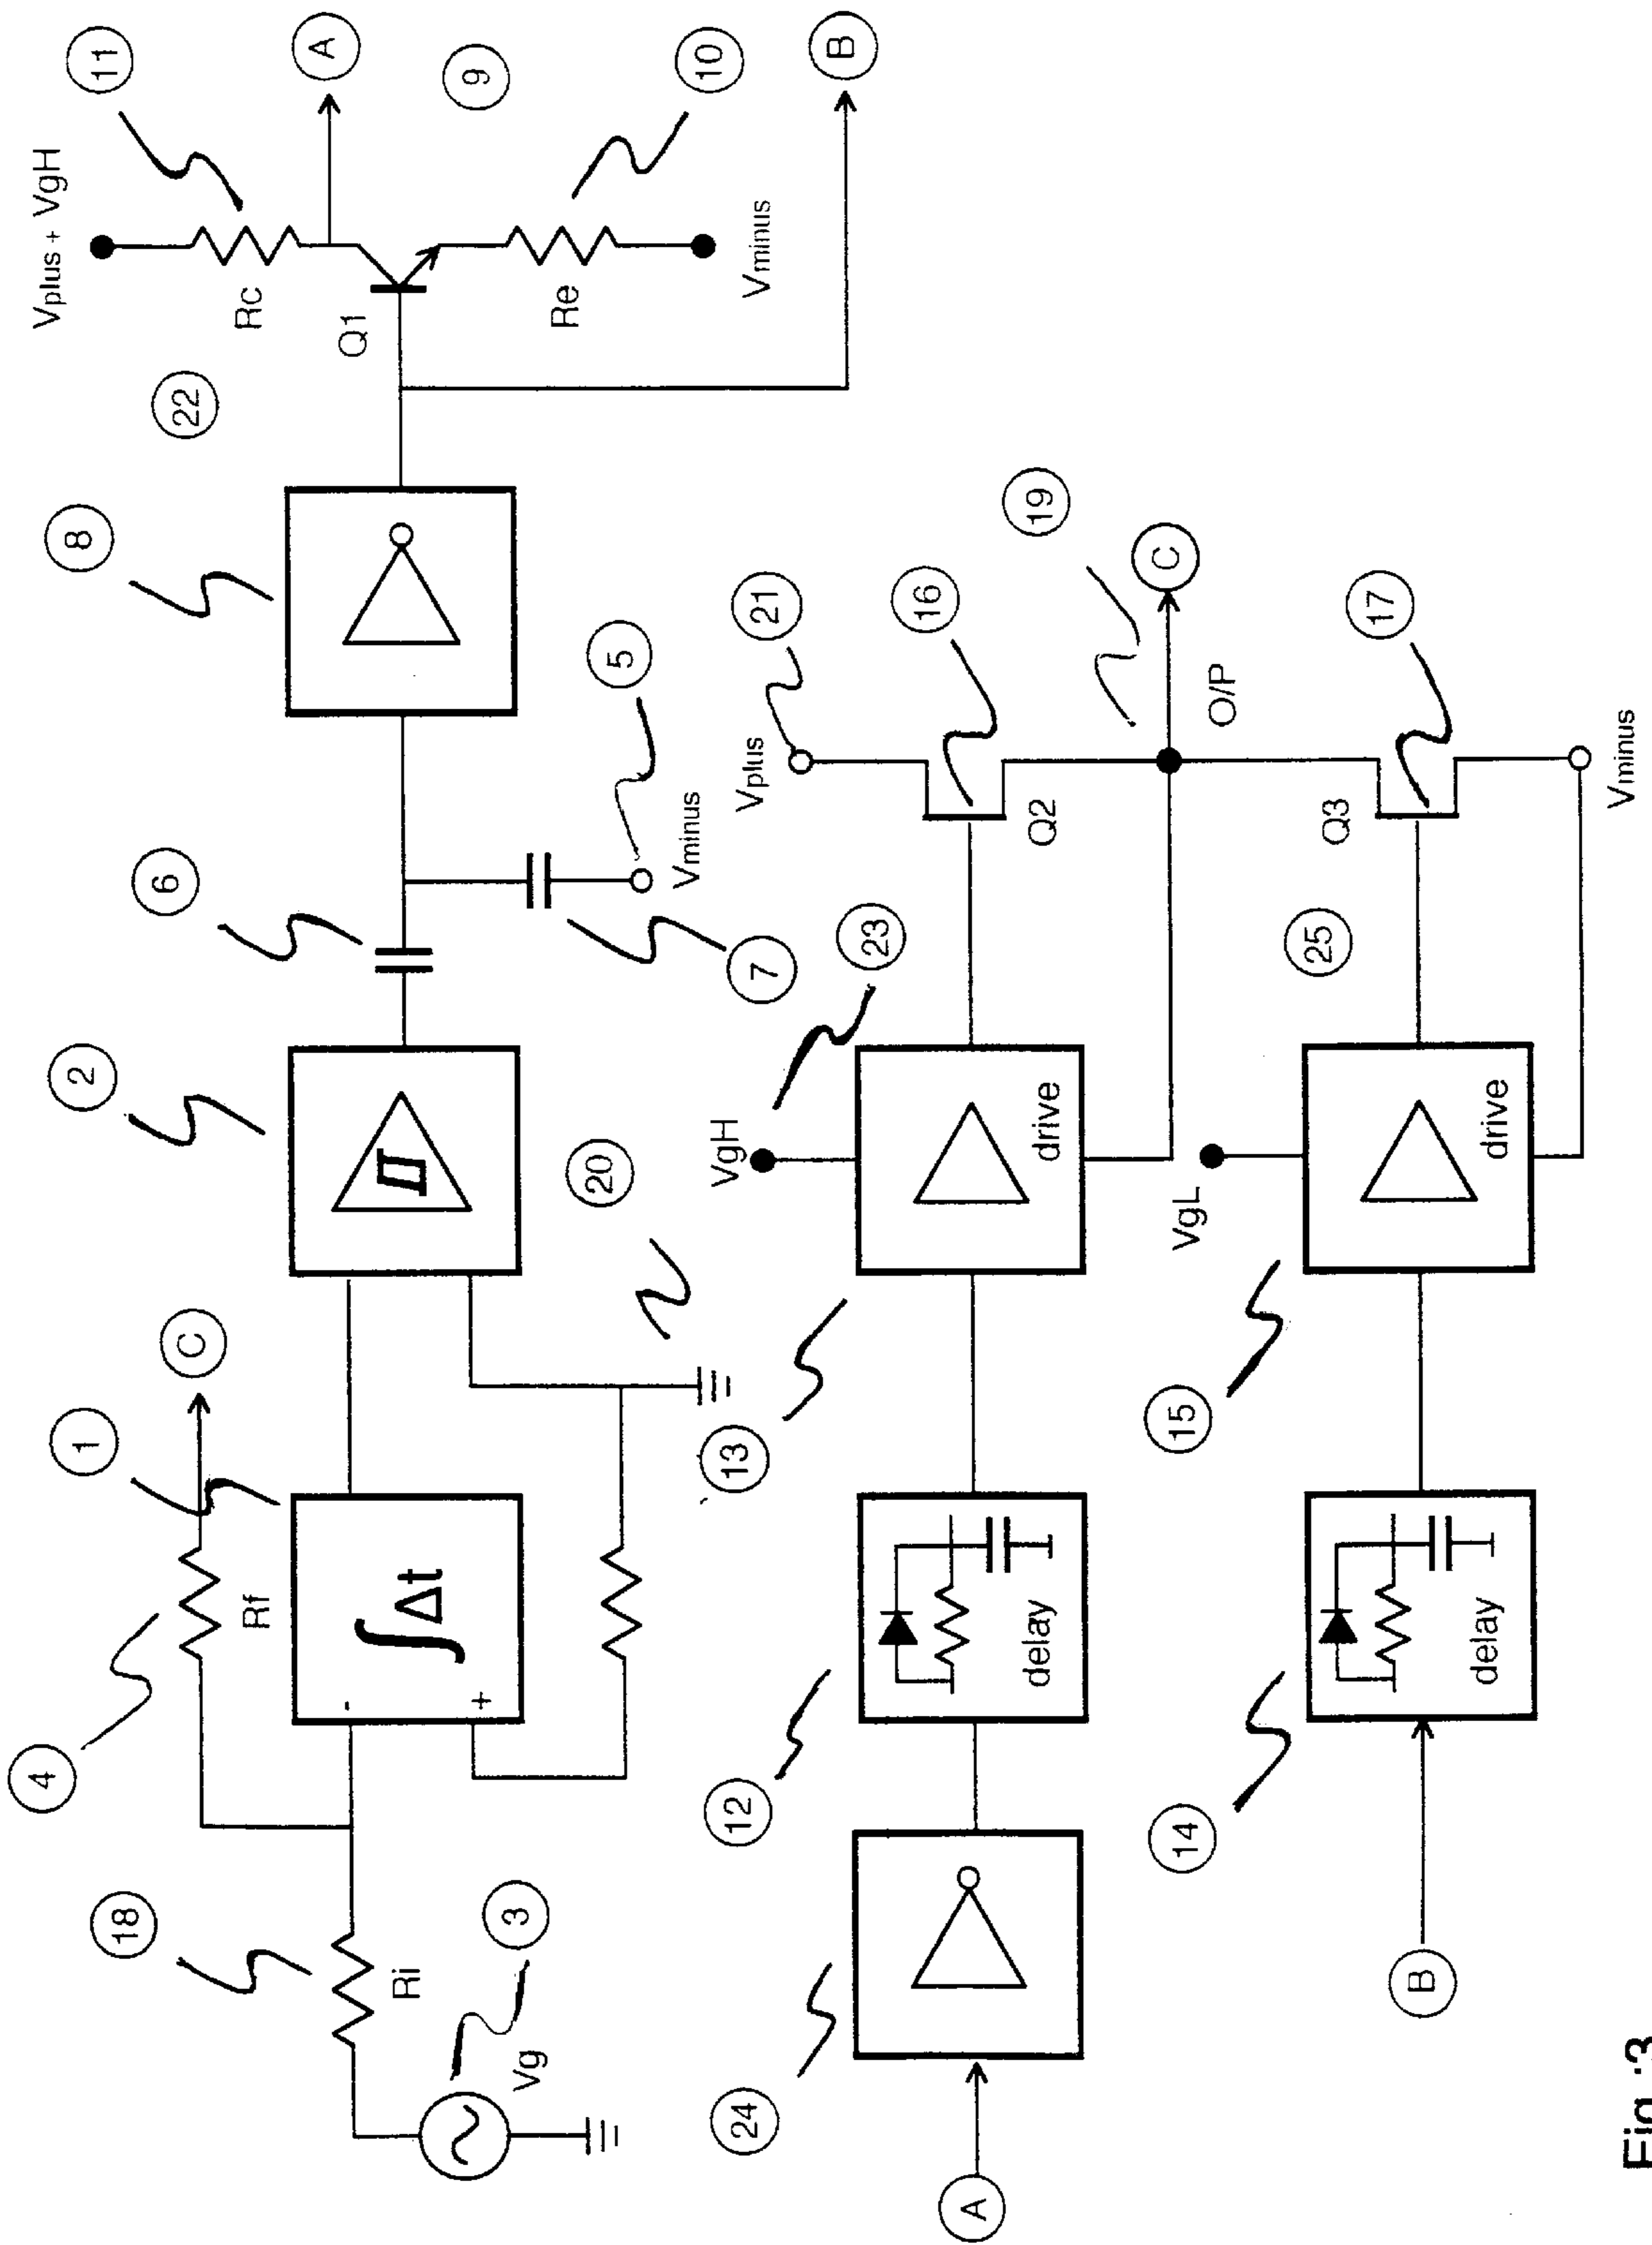 4
Vplus + VgH
1
2
8
11
18
C
6
22
A
Rf
Rc
Q1
∫Δt
-
+
Ri
9
3
Vg
Re
20
5
Vminus
10
Vminus
7
B
24
12
13
VgH
Vplus
21
23
16
A
delay
drive
Q2
19
C
14
15
VgL
O/P
25
Q3
17
B
delay
drive
Vminus
Fig .3